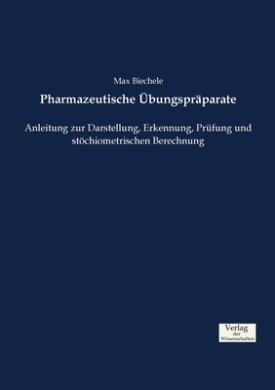 Max Biechele
Pharmazeutische Übungspräparate
Anleitung zur Darstellung, Erkennung, Prüfung und
stöchiometrischen Berechnung
Verlag
der
Wissenschaften